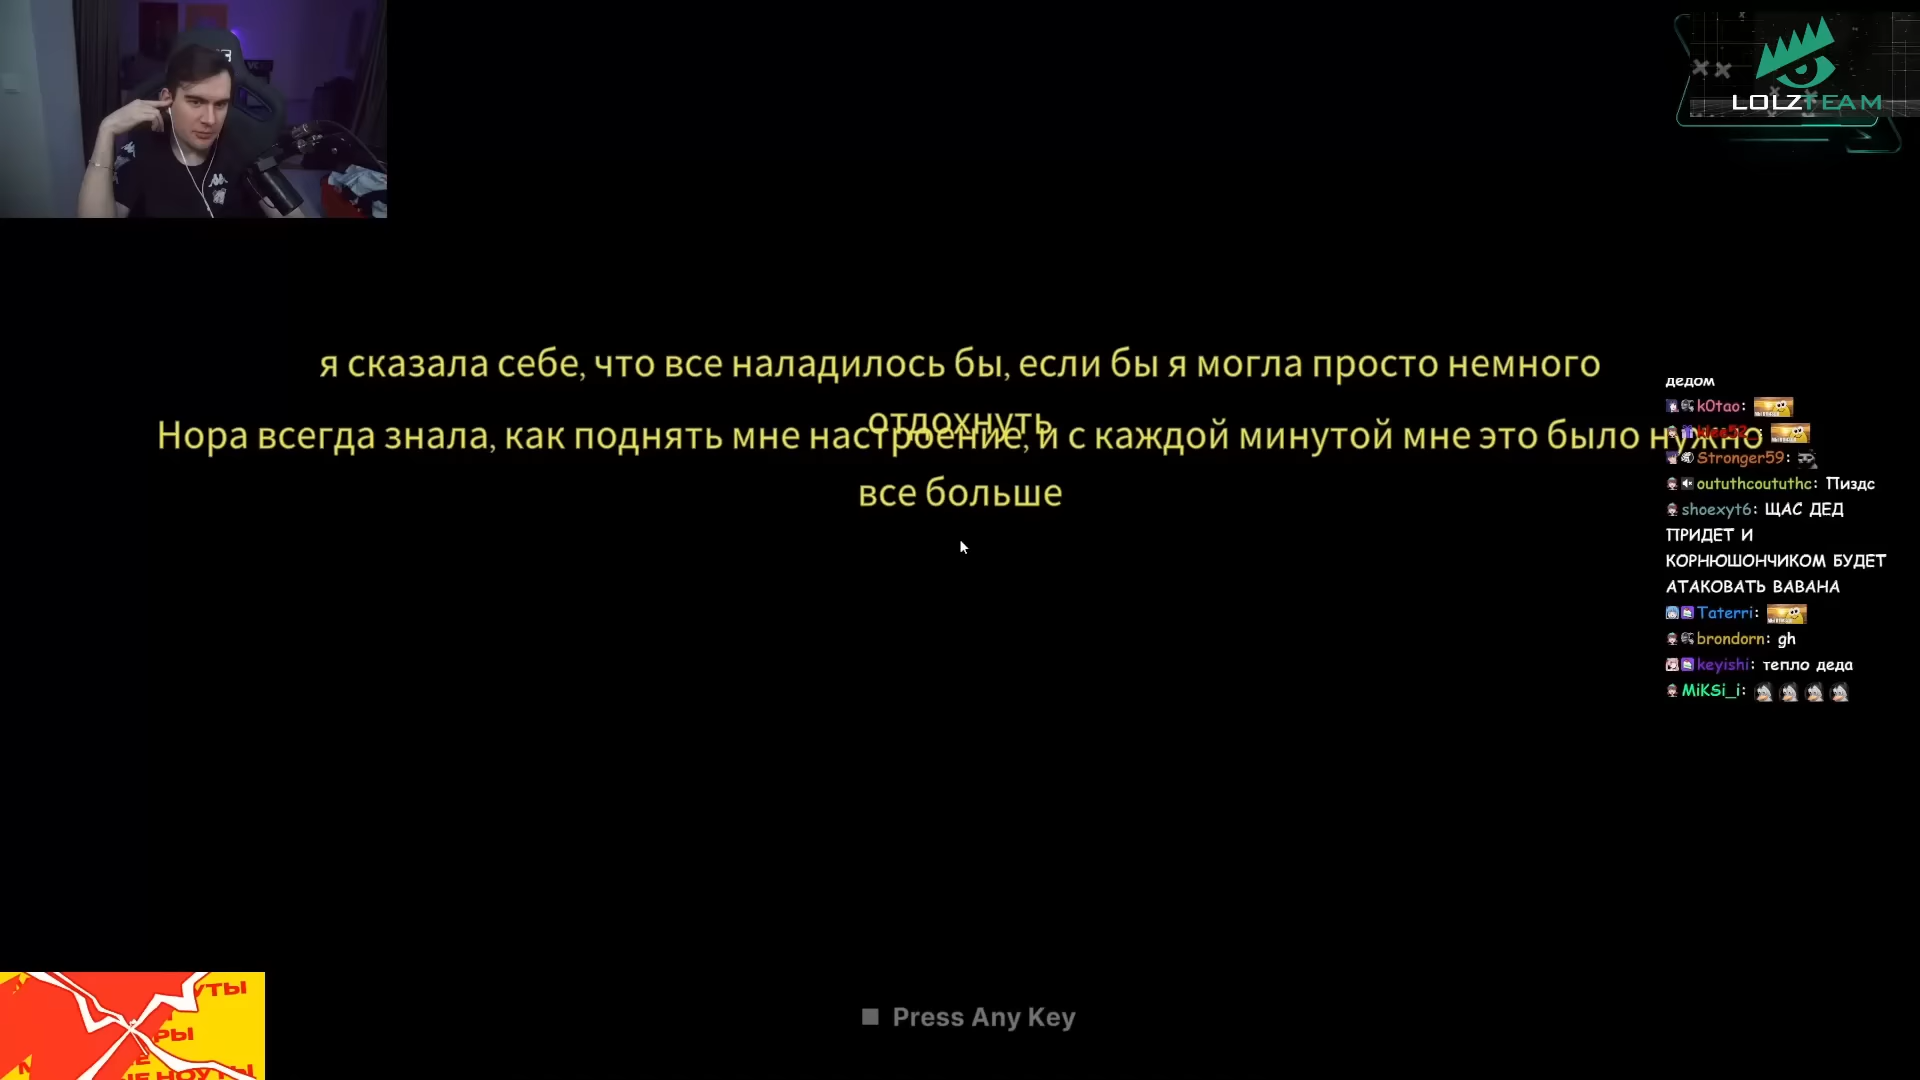 LOLZTEAM
я сказала себе, что все наладилось бы, если бы я могла просто немного
отдохнуть
Нора всегда знала, как поднять мне настроение, и с каждой минутой мне это было нужно
все больше
дедом
k0tao:
Stronger59:
oututhcoututhc: Пиздс
shoexyt6: ЩАС ДЕД
ПРИДЕТ И
КОРНЮШОНЧИКОМ БУДЕТ
АТАКОВАТЬ ВАВАНА
Taterri:
brondorn: gh
keyishi: тепло деда
MiKSi_i:
Press Any Key